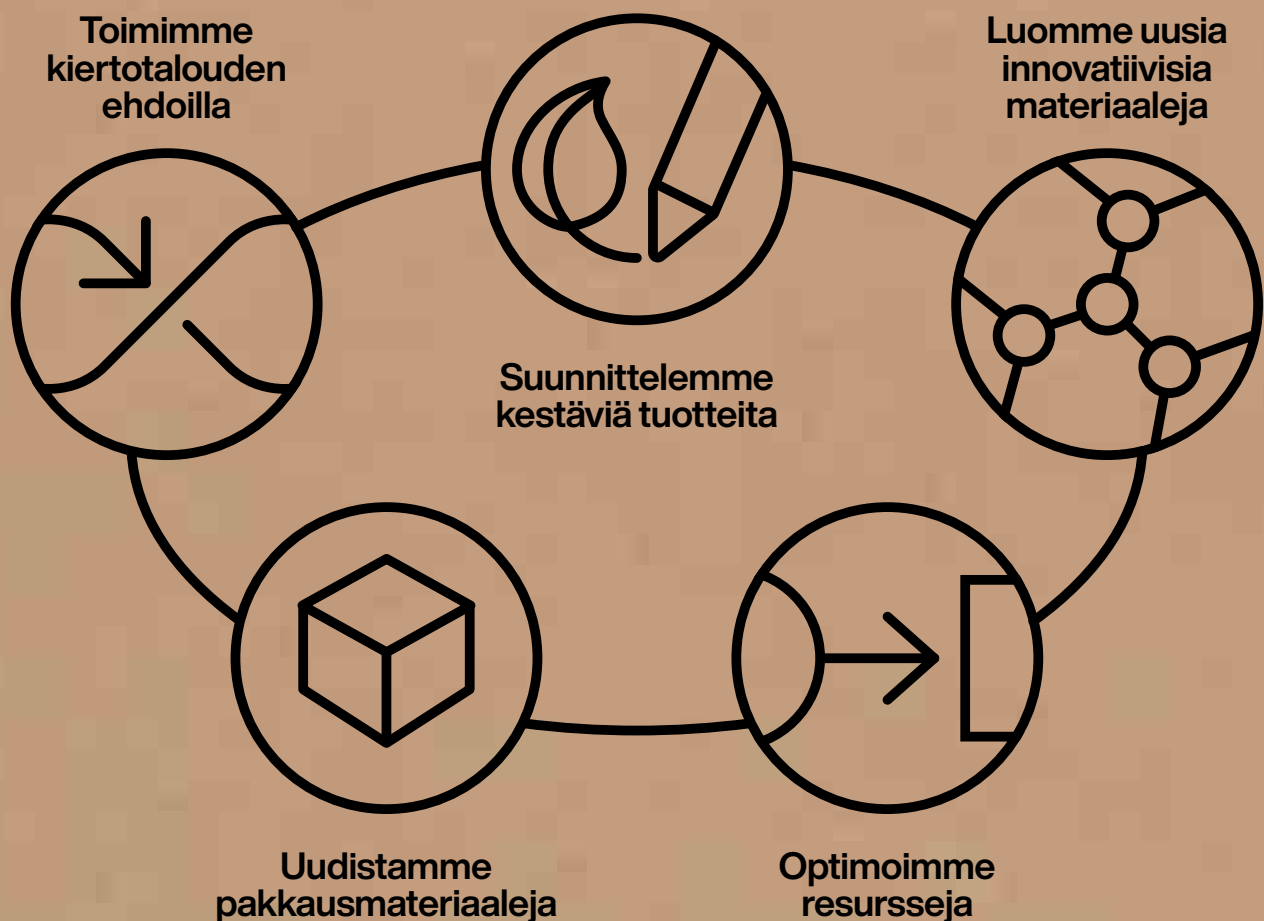 Toimimme
kiertotalouden
ehdoilla
Luomme uusia
innovatiivisia
materiaaleja
Suunnittelemme
kestäviä tuotteita
Uudistamme
pakkausmateriaaleja
Optimoimme
resursseja